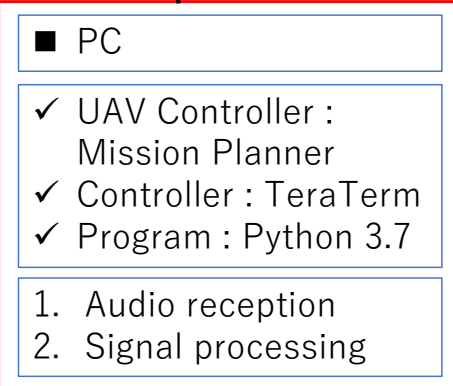 ■ PC
✓ UAV Controller :
Mission Planner
✓ Controller : TeraTerm
✓ Program : Python 3.7
1. Audio reception
2. Signal processing